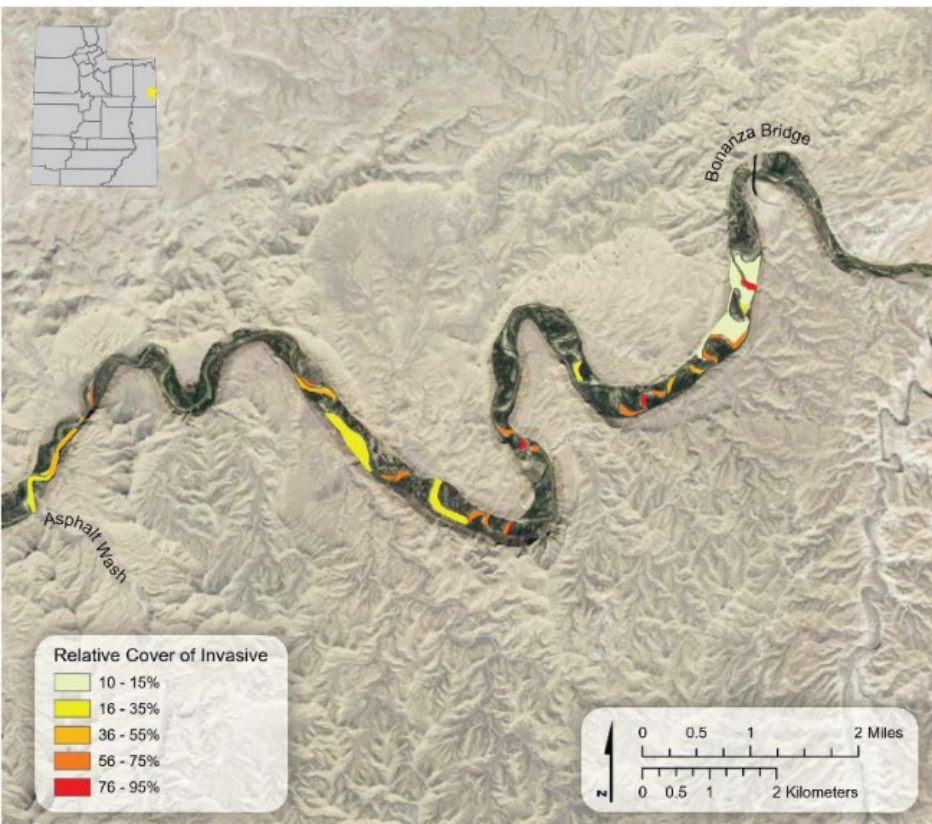 Bonanza Bridge
Asphalt Wash
Relative Cover of Invasive
10 - 15%
16 - 35%
36 - 55%
56 - 75%
76 - 95%
N
0 0.5 1 2 Miles
0 0.5 1 2 Kilometers